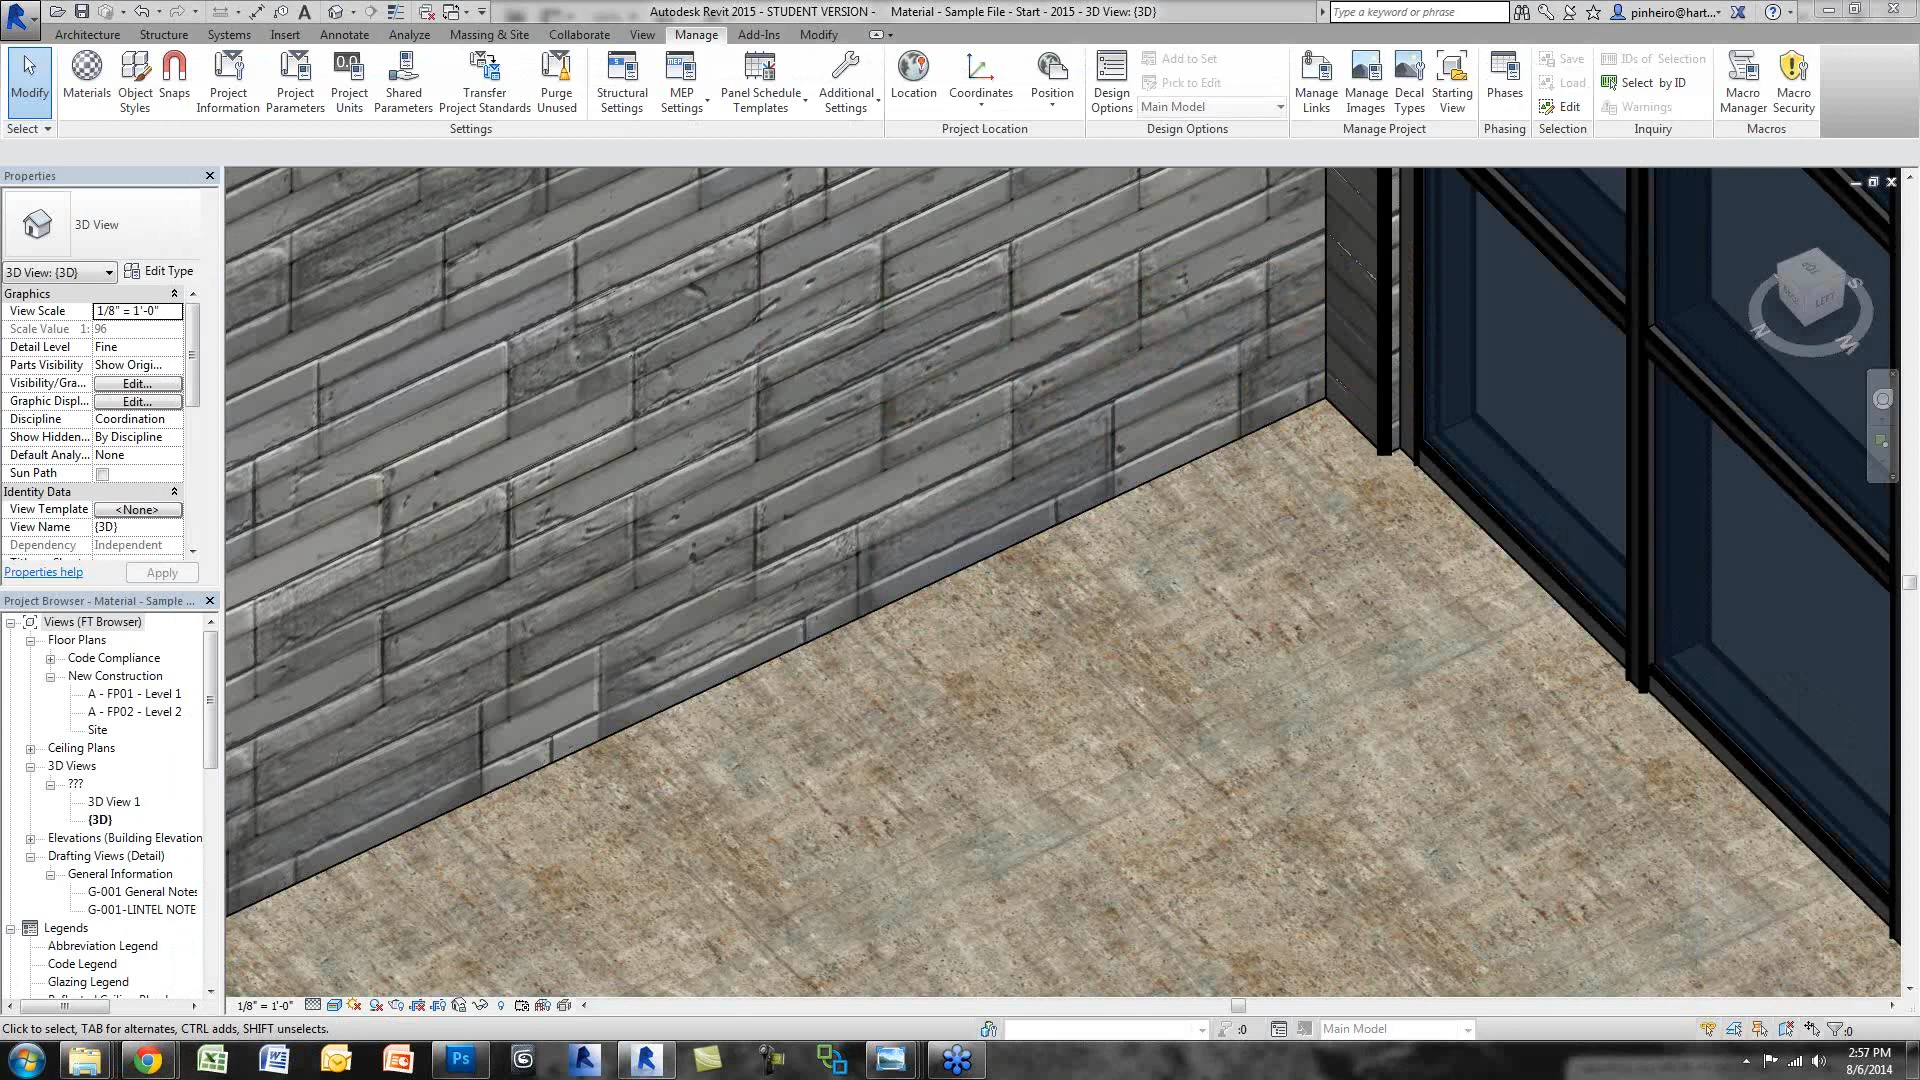 Autodesk Revit 2015 - STUDENT VERSION - Material - Sample File - Start - 2015 - 3D View: {3D}
Type a keyword or phrase
pinheiro@hart...
Architecture Structure Systems Insert Annotate Analyze Massing & Site Collaborate View Manage Add-Ins Modify
Modify
Materials
Object Styles
Snaps
Project Information
Project Parameters
Project Units
Shared Parameters
Transfer Project Standards
Purge Unused
Structural Settings
MEP Settings
Panel Schedule Templates
Additional Settings
Location
Coordinates
Position
Design Options
Add to Set
Pick to Edit
Main Model
Manage Links
Manage Images
Decal Types
Starting View
Phases
Save
Load
Edit
IDs of Selection
Select by ID
Warnings
Macro Manager
Macro Security
Select
Settings
Project Location
Design Options
Manage Project
Phasing
Selection
Inquiry
Macros
Properties
3D View
3D View: {3D}
Edit Type
Graphics
View Scale 1/8" = 1'-0"
Scale Value 1: 96
Detail Level Fine
Parts Visibility Show Origi...
Visibility/Gra... Edit...
Graphic Displ... Edit...
Discipline Coordination
Show Hidden... By Discipline
Default Analy... None
Sun Path
Identity Data
View Template <None>
View Name {3D}
Dependency Independent
Properties help
Apply
Project Browser - Material - Sample ...
Views (FT Browser)
Floor Plans
Code Compliance
New Construction
A - FP01 - Level 1
A - FP02 - Level 2
Site
Ceiling Plans
3D Views
???
3D View 1
{3D}
Elevations (Building Elevation
Drafting Views (Detail)
General Information
G-001 General Notes
G-001-LINTEL NOTE
Legends
Abbreviation Legend
Code Legend
Glazing Legend
TOP
LEFT
S
1/8" = 1'-0"
Click to select, TAB for alternates, CTRL adds, SHIFT unselects.
:0
Main Model
:0
Ps
2:57 PM
8/6/2014